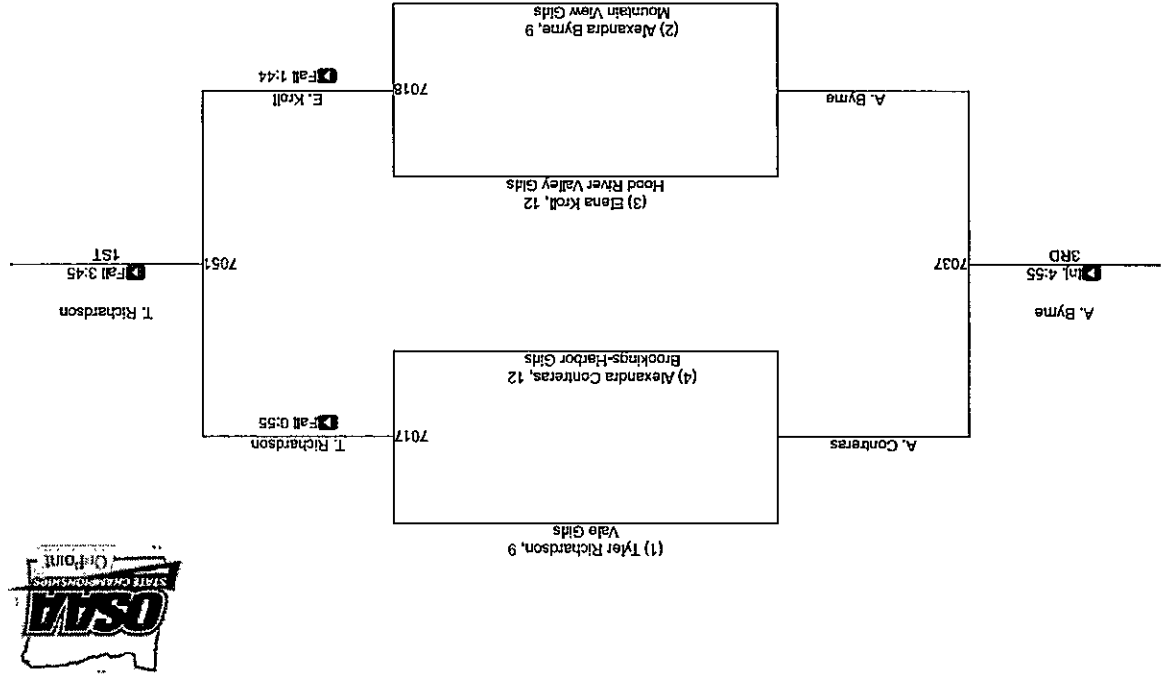 OSAA
STATE CHAMPIONSHIPS
OnPoint
(1) Tyler Richardson, 9
Vale Girls
A. Contreras
7017
T. Richardson
Fall 0:55
(4) Alexandra Contreras, 12
Brookings-Harbor Girls
A. Byrne
Inj. 4:55
3RD
7037
7051
T. Richardson
Fall 3:45
1ST
(3) Elana Kroll, 12
Hood River Valley Girls
A. Byrne
7018
E. Kroll
Fall 1:44
(2) Alexandra Byrne, 9
Mountain View Girls